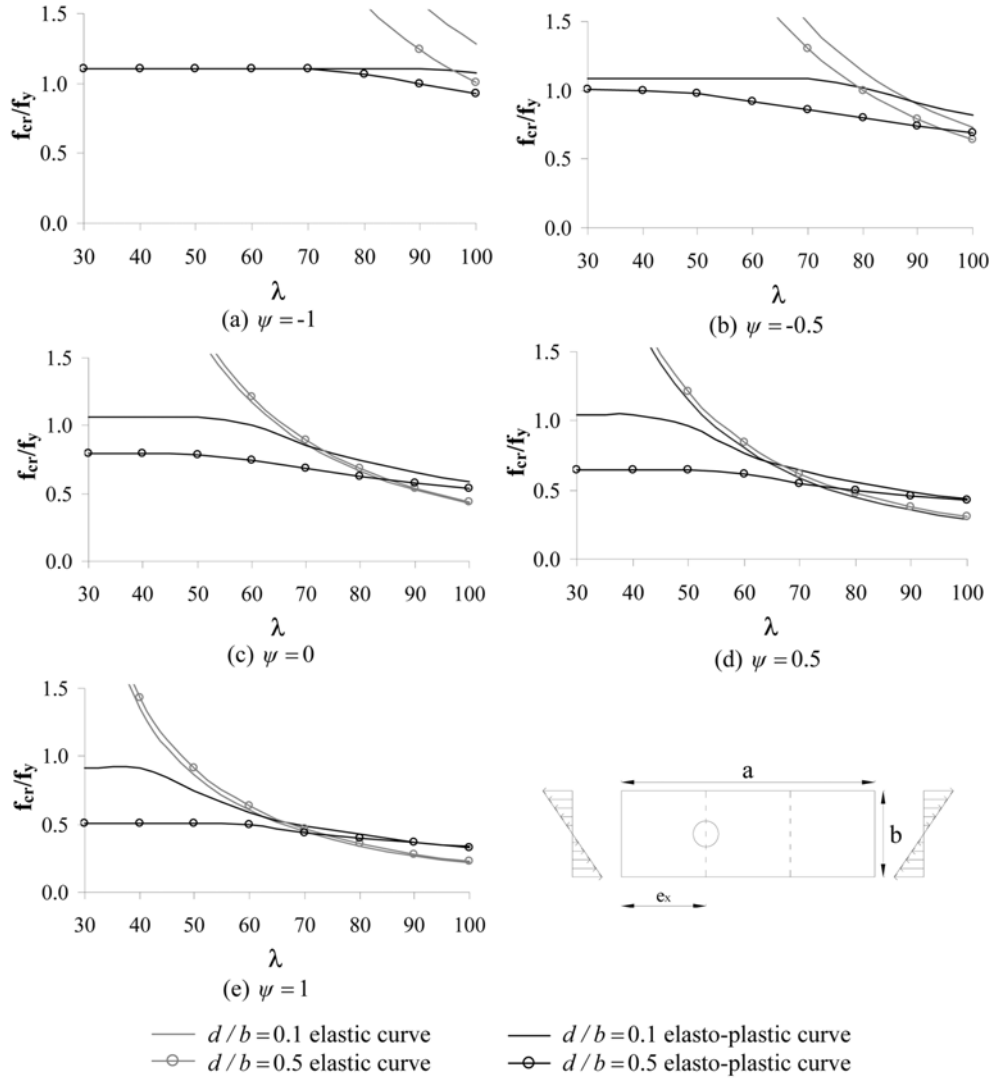 f_cr/f_y
1.5
1.0
0.5
0.0
30 40 50 60 70 80 90 100
λ
(a) ψ = -1
f_cr/f_y
1.5
1.0
0.5
0.0
30 40 50 60 70 80 90 100
λ
(b) ψ = -0.5
f_cr/f_y
1.5
1.0
0.5
0.0
30 40 50 60 70 80 90 100
λ
(c) ψ = 0
f_cr/f_y
1.5
1.0
0.5
0.0
30 40 50 60 70 80 90 100
λ
(d) ψ = 0.5
f_cr/f_y
1.5
1.0
0.5
0.0
30 40 50 60 70 80 90 100
λ
(e) ψ = 1
a
b
e_x
d / b = 0.1 elastic curve
d / b = 0.5 elastic curve
d / b = 0.1 elasto-plastic curve
d / b = 0.5 elasto-plastic curve